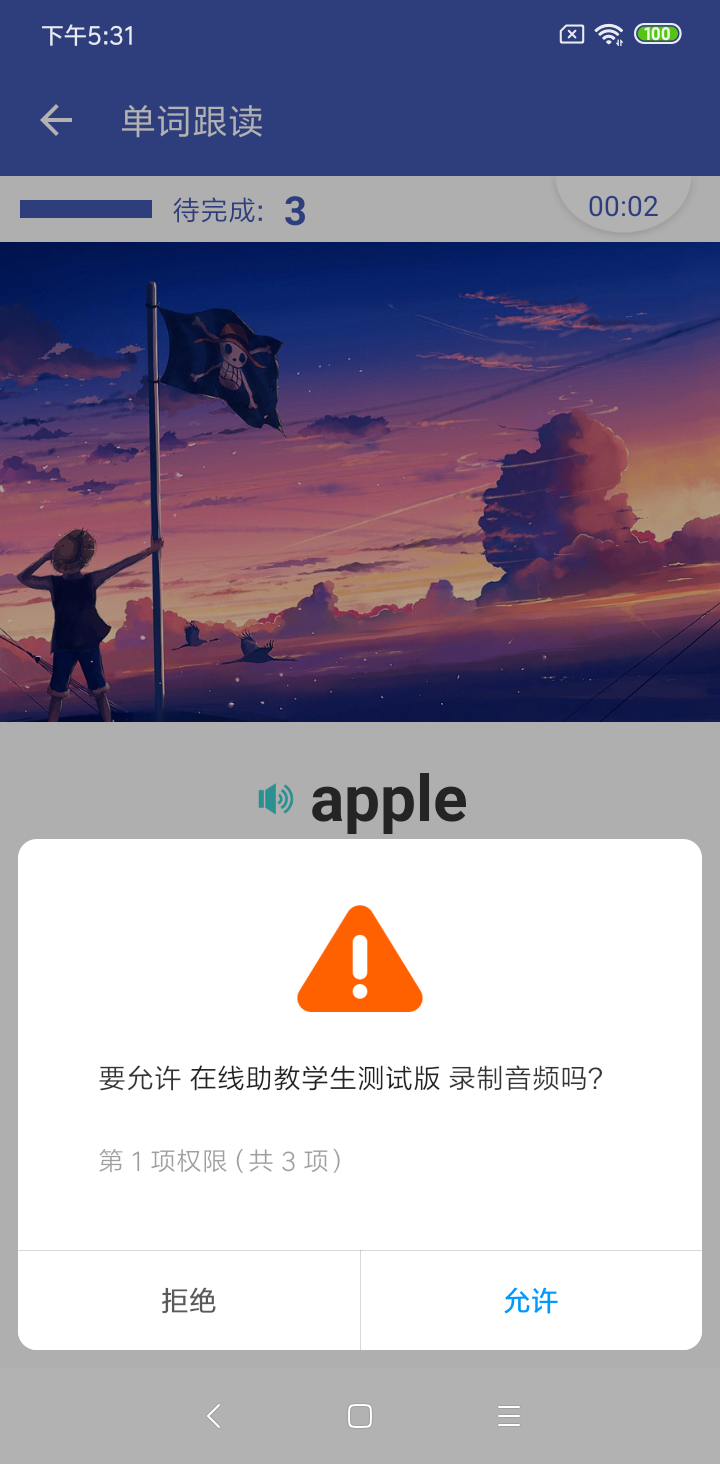 下午5:31
100
单词跟读
待完成: 3
00:02
apple
要允许 在线助教学生测试版 录制音频吗?
第 1 项权限 (共 3 项)
拒绝
允许